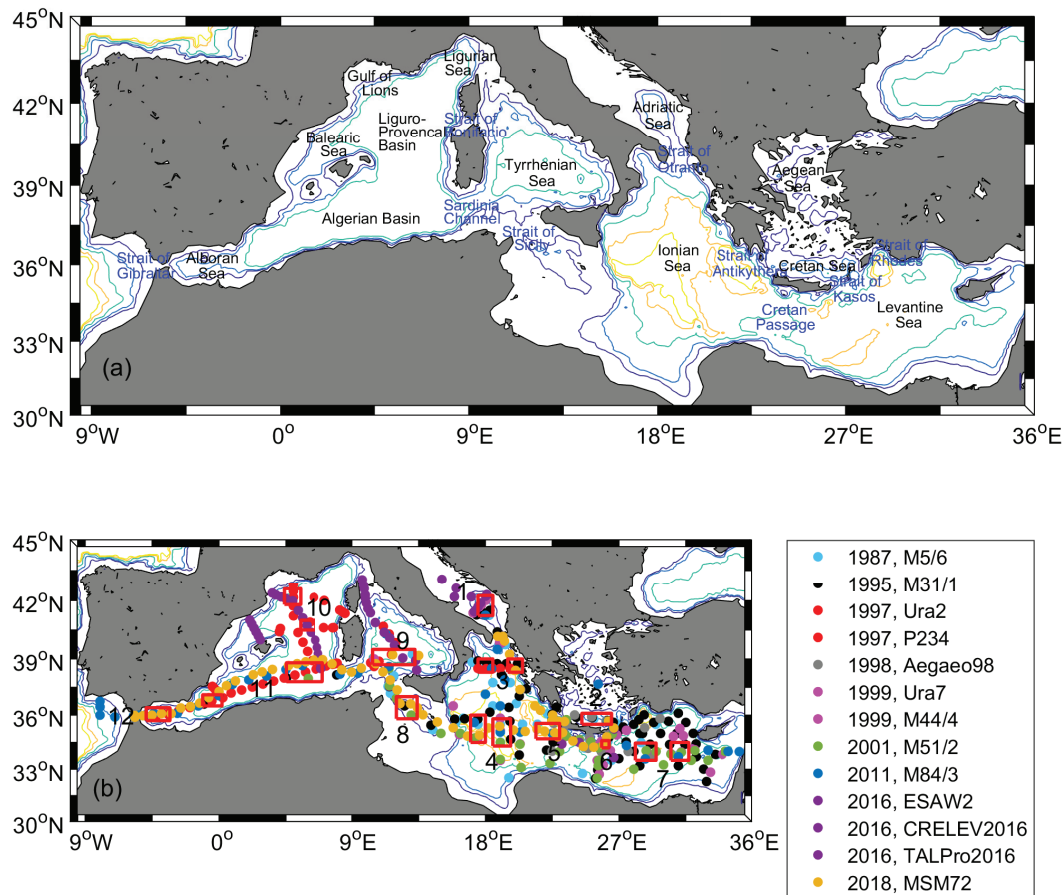 45°N
42°N
39°N
36°N
33°N
30°N
9°W
0°
9°E
18°E
27°E
36°E
Ligurian
Sea
Gulf of
Lions
Liguro-
Provencal
Basin
Strait of
Bonifacio
Adriatic
Sea
Balearic
Sea
Strait of
Otranto
Tyrrhenian
Sea
Aegean
Sea
Algerian Basin
Sardinia
Channel
Strait of
Sicily
Strait of
Gibraltar
Alboran
Sea
Ionian
Sea
Strait of
Antikythera
Cretan Sea
Strait of
Rhodes
Strait of
Kasos
Cretan
Passage
Levantine
Sea
(a)
45°N
42°N
39°N
36°N
33°N
30°N
9°W
0°
9°E
18°E
27°E
36°E
1
10
9
3
2
11
12
8
4
5
6
7
(b)
1987, M5/6
1995, M31/1
1997, Ura2
1997, P234
1998, Aegaeo98
1999, Ura7
1999, M44/4
2001, M51/2
2011, M84/3
2016, ESAW2
2016, CRELEV2016
2016, TALPro2016
2018, MSM72